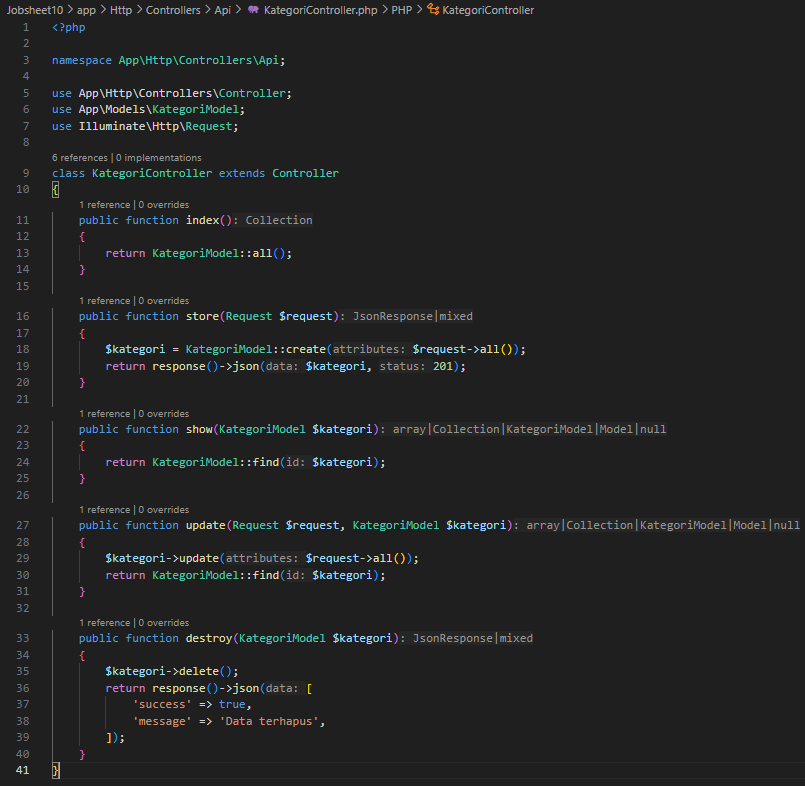 Jobsheet10 > app > Http > Controllers > Api > KategoriController.php > PHP > KategoriController
1 <?php
2
3 namespace App\Http\Controllers\Api;
4
5 use App\Http\Controllers\Controller;
6 use App\Models\KategoriModel;
7 use Illuminate\Http\Request;
8
6 references | 0 implementations
9 class KategoriController extends Controller
10 {
1 reference | 0 overrides
11     public function index(): Collection
12     {
13         return KategoriModel::all();
14     }
15
1 reference | 0 overrides
16     public function store(Request $request): JsonResponse|mixed
17     {
18         $kategori = KategoriModel::create(attributes: $request->all());
19         return response()->json(data: $kategori, status: 201);
20     }
21
1 reference | 0 overrides
22     public function show(KategoriModel $kategori): array|Collection|KategoriModel|Model|null
23     {
24         return KategoriModel::find(id: $kategori);
25     }
26
1 reference | 0 overrides
27     public function update(Request $request, KategoriModel $kategori): array|Collection|KategoriModel|Model|null
28     {
29         $kategori->update(attributes: $request->all());
30         return KategoriModel::find(id: $kategori);
31     }
32
1 reference | 0 overrides
33     public function destroy(KategoriModel $kategori): JsonResponse|mixed
34     {
35         $kategori->delete();
36         return response()->json(data: [
37             'success' => true,
38             'message' => 'Data terhapus',
39         ]);
40     }
41 }